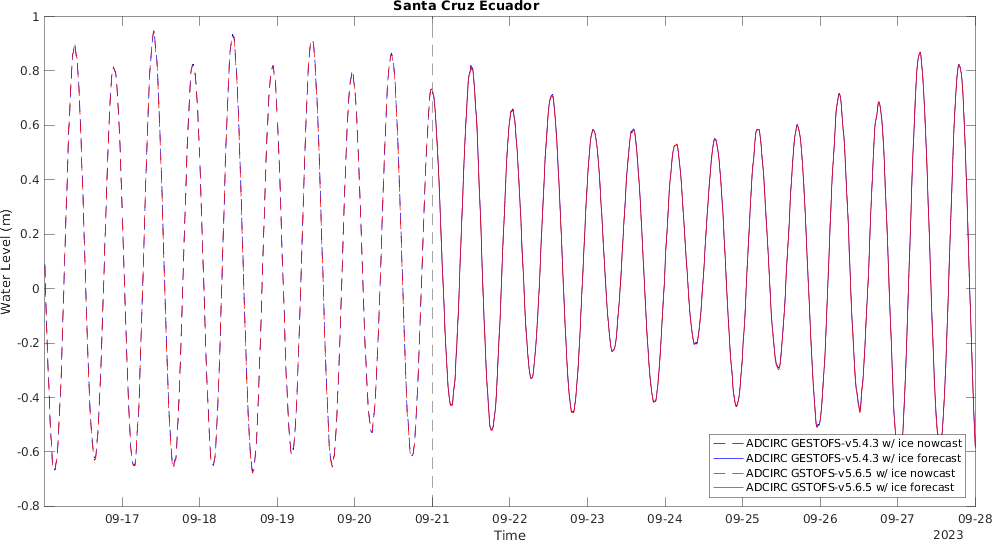 Santa Cruz Ecuador
1
0.8
0.6
0.4
0.2
0
-0.2
-0.4
-0.6
-0.8
Water Level (m)
ADCIRC GESTOFS-v5.4.3 w/ ice nowcast
ADCIRC GESTOFS-v5.4.3 w/ ice forecast
ADCIRC GSTOFS-v5.6.5 w/ ice nowcast
ADCIRC GSTOFS-v5.6.5 w/ ice forecast
09-17 09-18 09-19 09-20 09-21 09-22 09-23 09-24 09-25 09-26 09-27 09-28
Time
2023